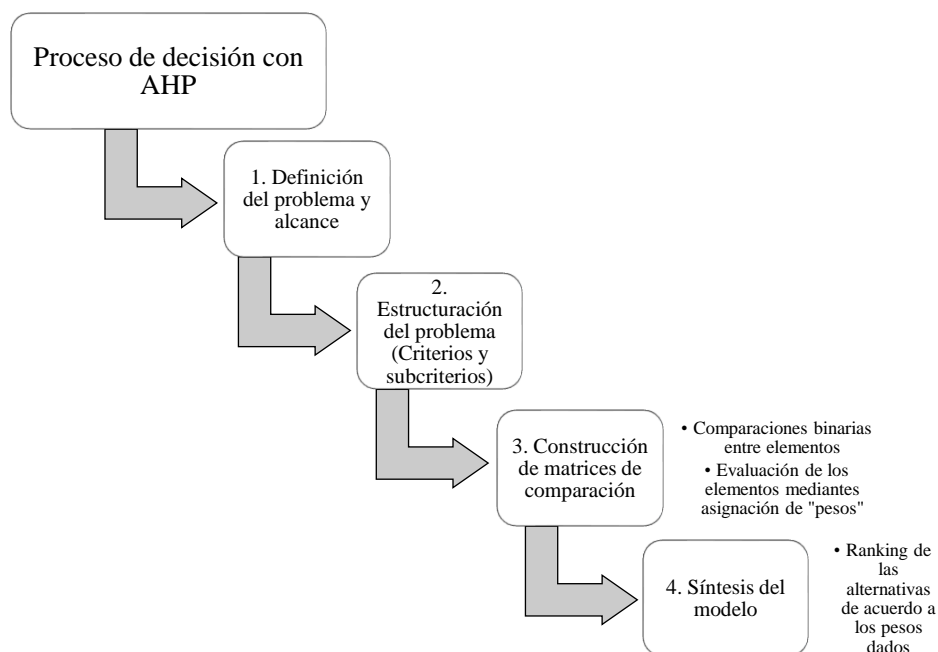 Proceso de decisión con
AHP
1. Definición
del problema y
alcance
2.
Estructuración
del problema
(Criterios y
subcriterios)
3. Construcción
de matrices de
comparación
• Comparaciones binarias
entre elementos
• Evaluación de los
elementos mediantes
asignación de "pesos"
4. Síntesis del
modelo
• Ranking de
las
alternativas
de acuerdo a
los pesos
dados